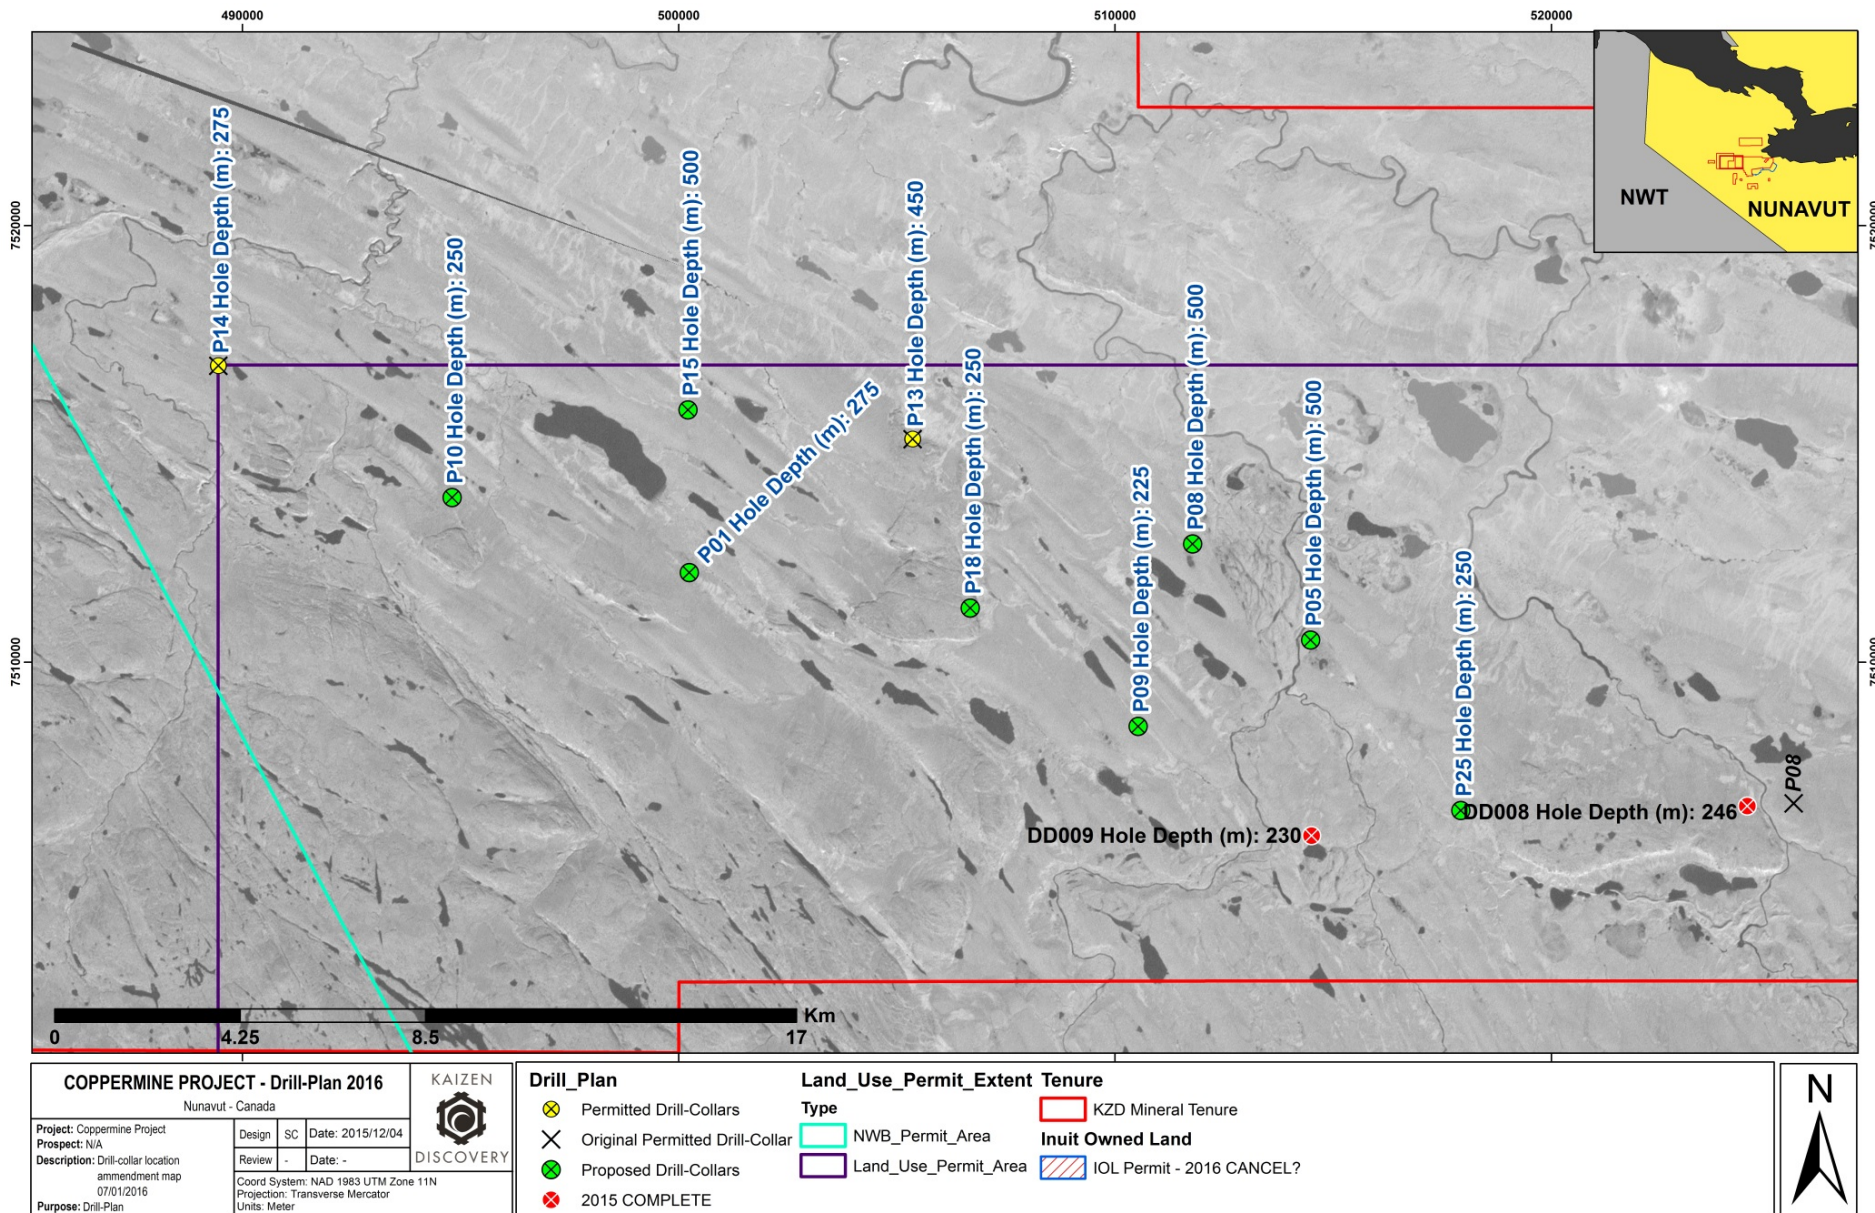 490000
500000
510000
520000
7520000
7510000
7520000
7510000
NWT
NUNAVUT
P14 Hole Depth (m): 275
P10 Hole Depth (m): 250
P15 Hole Depth (m): 500
P01 Hole Depth (m): 275
P13 Hole Depth (m): 450
P18 Hole Depth (m): 250
P09 Hole Depth (m): 225
P08 Hole Depth (m): 500
P05 Hole Depth (m): 500
P25 Hole Depth (m): 250
P08
DD008 Hole Depth (m): 246
DD009 Hole Depth (m): 230
Km
0
4.25
8.5
17
COPPERMINE PROJECT - Drill-Plan 2016
Nunavut - Canada
Project: Coppermine Project
Prospect: N/A
Description: Drill-collar location
ammendment map
07/01/2016
Purpose: Drill-Plan
Design SC Date: 2015/12/04
Review - Date: -
Coord System: NAD 1983 UTM Zone 11N
Projection: Transverse Mercator
Units: Meter
KAIZEN
DISCOVERY
Drill_Plan
Permitted Drill-Collars
Original Permitted Drill-Collar
Proposed Drill-Collars
2015 COMPLETE
Land_Use_Permit_Extent
Type
NWB_Permit_Area
Land_Use_Permit_Area
Tenure
KZD Mineral Tenure
Inuit Owned Land
IOL Permit - 2016 CANCEL?
N